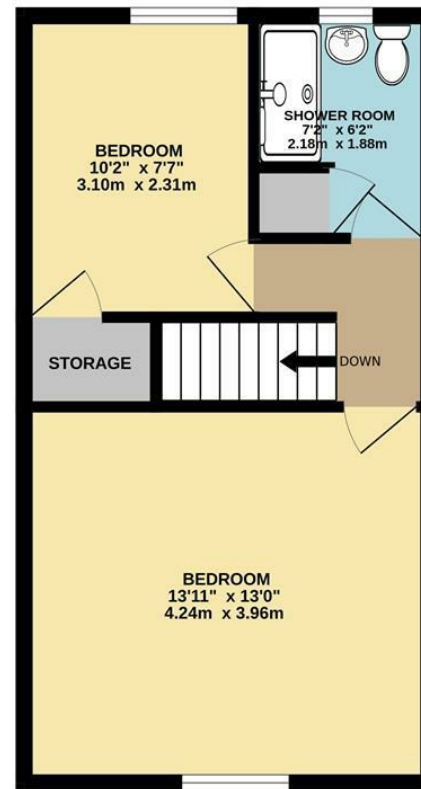 SHOWER ROOM
7'2" x 6'2"
2.18m x 1.88m
BEDROOM
10'2" x 7'7"
3.10m x 2.31m
STORAGE
DOWN
BEDROOM
13'11" x 13'0"
4.24m x 3.96m